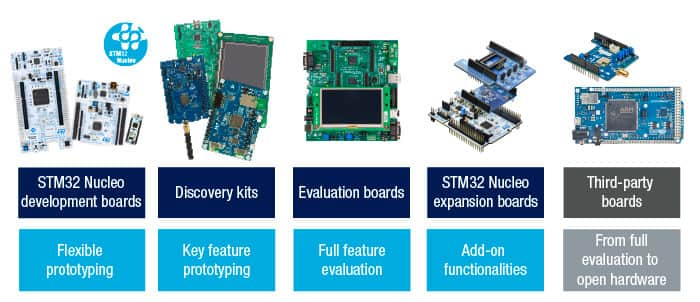 STM32
Nucleo
STM32 Nucleo
development boards
Discovery kits
Evaluation boards
STM32 Nucleo
expansion boards
Third-party
boards
Flexible
prototyping
Key feature
prototyping
Full feature
evaluation
Add-on
functionalities
From full
evaluation to
open hardware